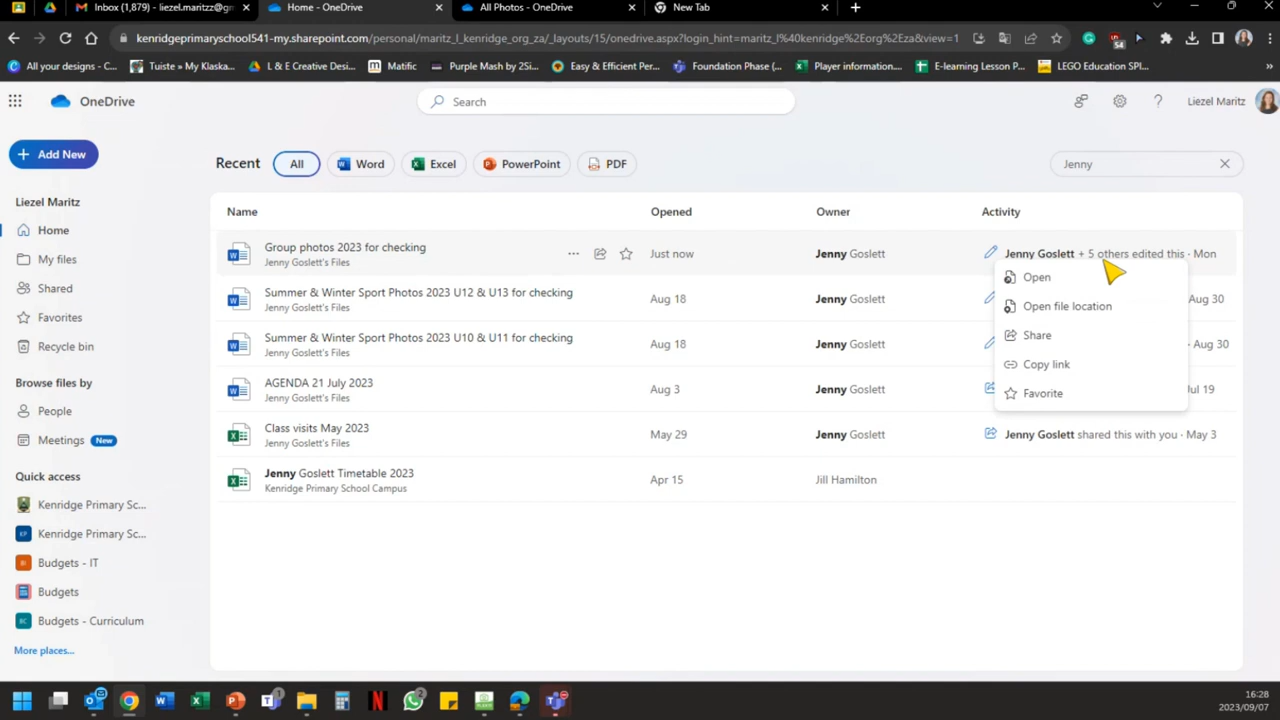 Inbox (1,879) - liezel.maritzz@gm
Home - OneDrive
All Photos - OneDrive
New Tab
kenridgeprimaryschool541-my.sharepoint.com/personal/maritz_l_kenridge_org_za/_layouts/15/onedrive.aspx?login_hint=maritz_l%40kenridge%2Eorg%2Eza&view=1
54
All your designs - C...
Tuiste » My Klaska...
L & E Creative Desi...
Matific
Purple Mash by 2Si...
Easy & Efficient Per...
Foundation Phase (...
Player information....
E-learning Lesson P...
LEGO Education SPI...
OneDrive
Search
Liezel Maritz
Add New
Recent
All
Word
Excel
PowerPoint
PDF
Jenny
Liezel Maritz
Home
My files
Shared
Favorites
Recycle bin
Browse files by
People
Meetings New
Quick access
Kenridge Primary Sc...
KP Kenridge Primary Sc...
BI Budgets - IT
Budgets
BC Budgets - Curriculum
More places...
Name Opened Owner Activity
Group photos 2023 for checking
Jenny Goslett's Files
Just now
Jenny Goslett
Jenny Goslett + 5 others edited this · Mon
Summer & Winter Sport Photos 2023 U12 & U13 for checking
Jenny Goslett's Files
Aug 18
Jenny Goslett
Aug 30
Summer & Winter Sport Photos 2023 U10 & U11 for checking
Jenny Goslett's Files
Aug 18
Jenny Goslett
· Aug 30
AGENDA 21 July 2023
Jenny Goslett's Files
Aug 3
Jenny Goslett
Jul 19
Class visits May 2023
Jenny Goslett's Files
May 29
Jenny Goslett
Jenny Goslett shared this with you · May 3
Jenny Goslett Timetable 2023
Kenridge Primary School Campus
Apr 15
Jill Hamilton
Open
Open file location
Share
Copy link
Favorite
16:28
2023/09/07